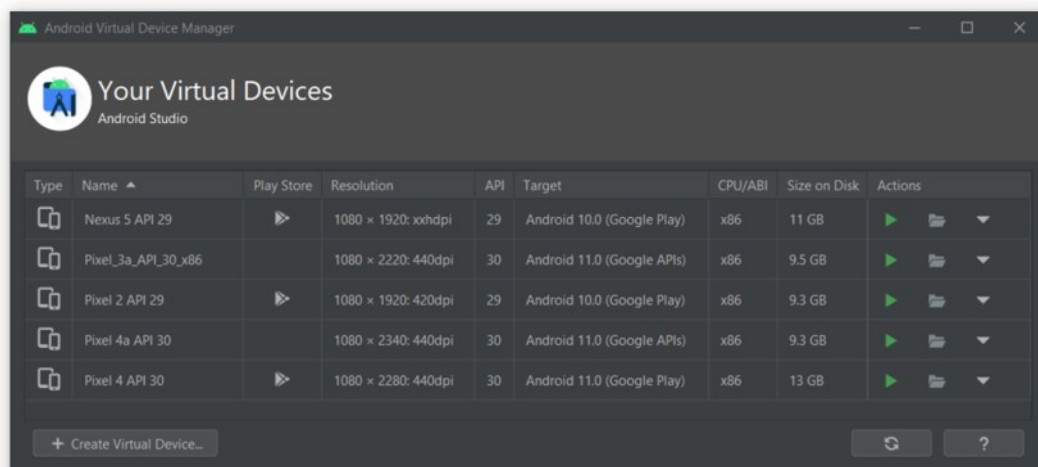 Android Virtual Device Manager
Your Virtual Devices
Android Studio
Type Name Play Store Resolution API Target CPU/ABI Size on Disk Actions
Nexus 5 API 29 1080 × 1920: xxhdpi 29 Android 10.0 (Google Play) x86 11 GB
Pixel_3a_API_30_x86 1080 × 2220: 440dpi 30 Android 11.0 (Google APIs) x86 9.5 GB
Pixel 2 API 29 1080 × 1920: 420dpi 29 Android 10.0 (Google Play) x86 9.3 GB
Pixel 4a API 30 1080 × 2340: 440dpi 30 Android 11.0 (Google APIs) x86 9.3 GB
Pixel 4 API 30 1080 × 2280: 440dpi 30 Android 11.0 (Google Play) x86 13 GB
+ Create Virtual Device... ?